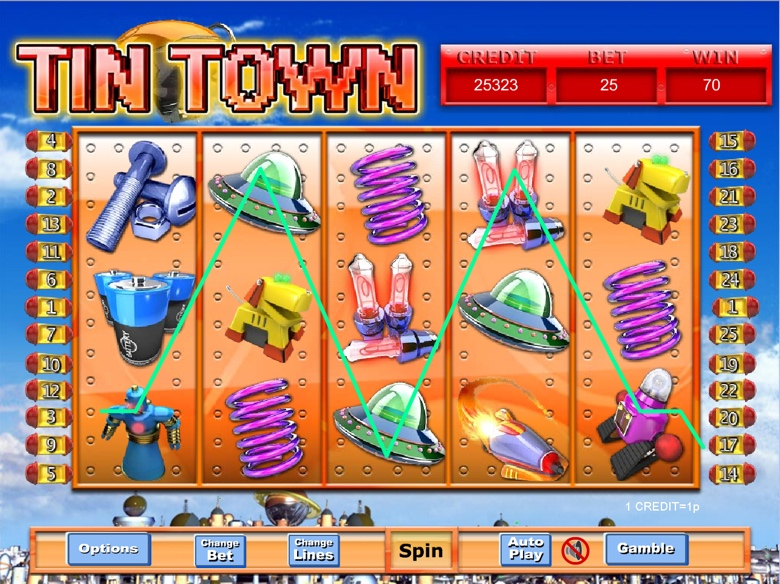 TIN TOWN
CREDIT BET WIN
25323 25 70
4 15
8 16
2 21
13 23
11 18
6 24
1 1
7 25
10 19
12 22
3 20
9 17
5 14
BATTERY
1 CREDIT=1p
Options Change Bet Change Lines Spin Auto Play Gamble